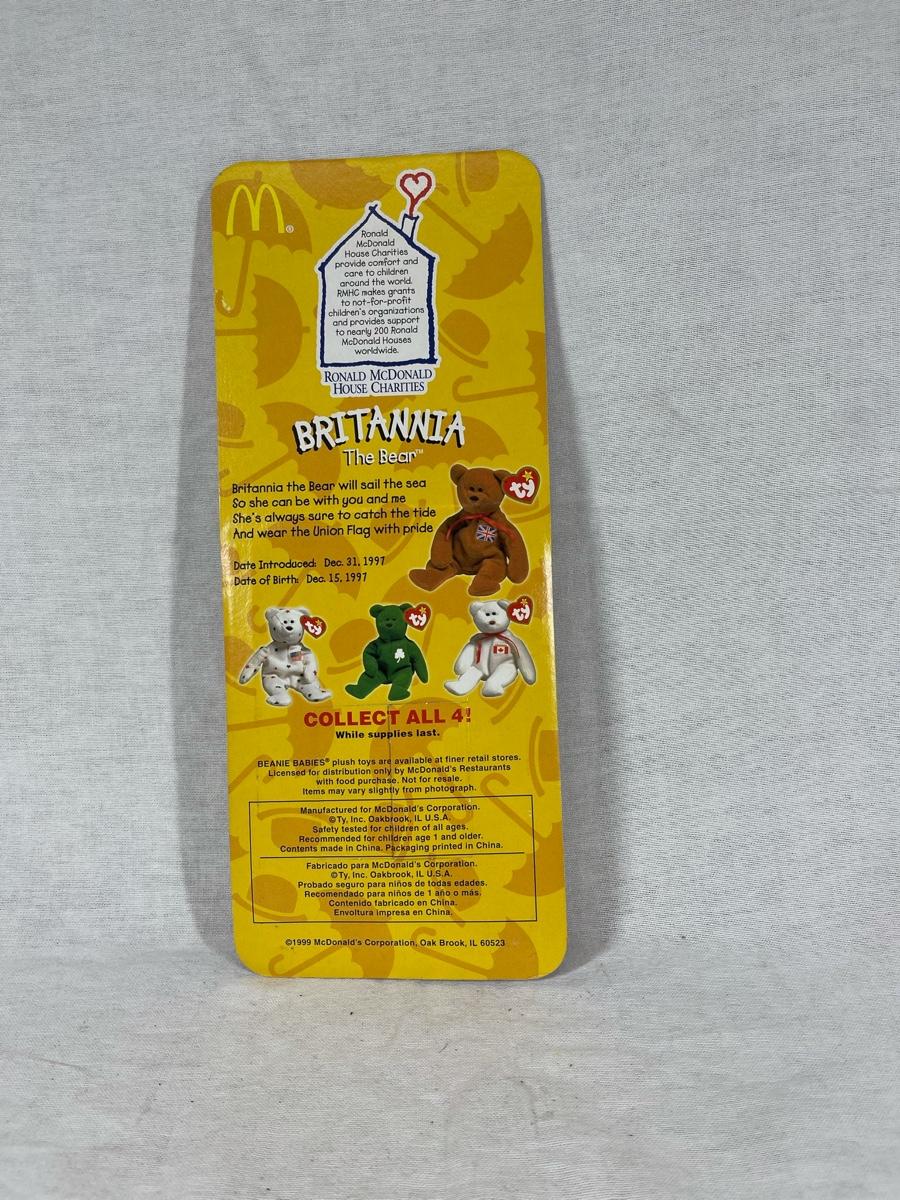 M®
Ronald
McDonald
House Charities
provide comfort and
care to children
around the world.
RMHC makes grants
to not-for-profit
children's organizations
and provides support
to nearly 200 Ronald
McDonald Houses
worldwide.
RONALD MCDONALD
HOUSE CHARITIES
BRITANNIA
The Bear™
Britannia the Bear will sail the sea
So she can be with you and me
She's always sure to catch the tide
And wear the Union Flag with pride
ty
Date Introduced: Dec. 31, 1997
Date of Birth: Dec. 15, 1997
ty
ty
ty
COLLECT ALL 4!
While supplies last.
BEANIE BABIES® plush toys are available at finer retail stores.
Licensed for distribution only by McDonald's Restaurants
with food purchase. Not for resale.
Items may vary slightly from photograph.
Manufactured for McDonald's Corporation.
©Ty, Inc. Oakbrook, IL U.S.A.
Safety tested for children of all ages.
Recommended for children age 1 and older.
Contents made in China. Packaging printed in China.
Fabricado para McDonald's Corporation.
©Ty, Inc. Oakbrook, IL U.S.A.
Probado seguro para niños de todas edades.
Recomendado para niños de 1 año o más.
Contenido fabricado en China.
Envoltura impresa en China.
©1999 McDonald's Corporation, Oak Brook, IL 60523